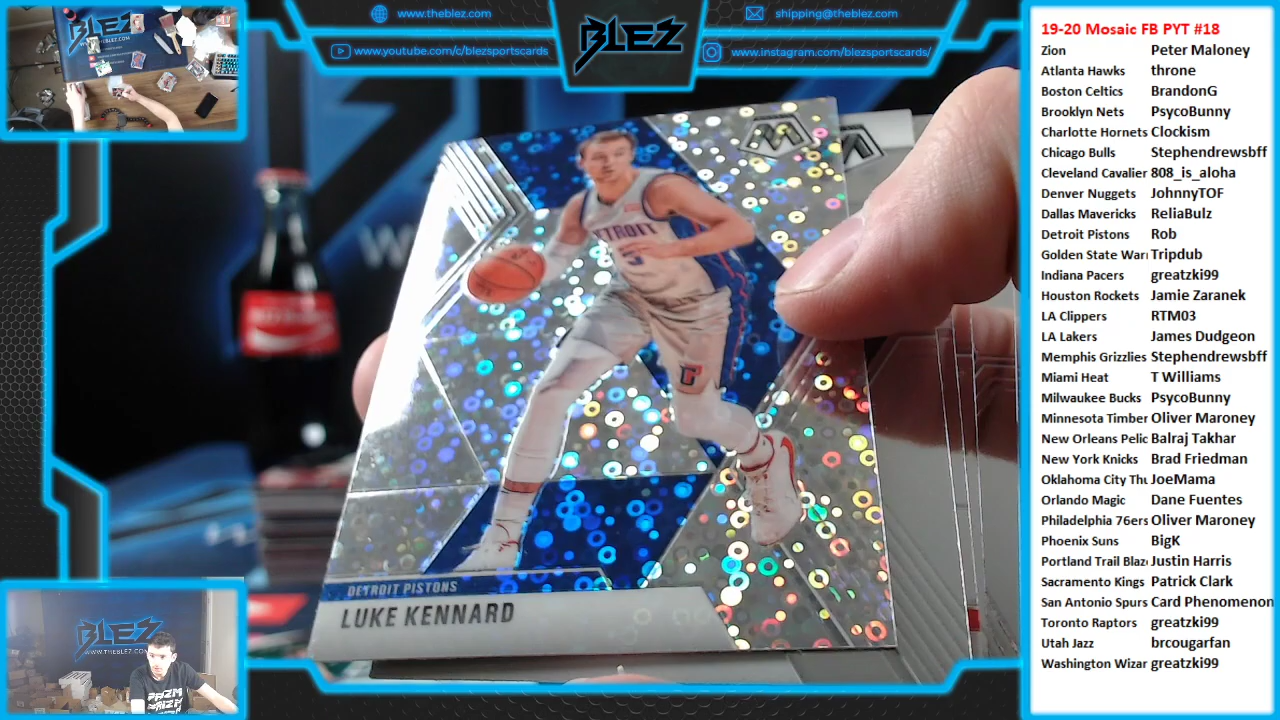 www.theblez.com
BLEZ
shipping@theblez.com
www.youtube.com/c/blezsportscards
www.instagram.com/blezsportscards/
DETROIT
5
DETROIT PISTONS
LUKE KENNARD
BLEZ
19-20 Mosaic FB PYT #18
Zion Peter Maloney
Atlanta Hawks throne
Boston Celtics BrandonG
Brooklyn Nets PsycoBunny
Charlotte Hornets Clockism
Chicago Bulls Stephendrewsbff
Cleveland Cavalier 808_is_aloha
Denver Nuggets JohnnyTOF
Dallas Mavericks ReliaBulz
Detroit Pistons Rob
Golden State Warr Tripdub
Indiana Pacers greatzki99
Houston Rockets Jamie Zaranek
LA Clippers RTM03
LA Lakers James Dudgeon
Memphis Grizzlies Stephendrewsbff
Miami Heat T Williams
Milwaukee Bucks PsycoBunny
Minnesota Timber Oliver Maroney
New Orleans Pelic Balraj Takhar
New York Knicks Brad Friedman
Oklahoma City Thu JoeMama
Orlando Magic Dane Fuentes
Philadelphia 76ers Oliver Maroney
Phoenix Suns BigK
Portland Trail Blaz Justin Harris
Sacramento Kings Patrick Clark
San Antonio Spurs Card Phenomenon
Toronto Raptors greatzki99
Utah Jazz brcougarfan
Washington Wizar greatzki99